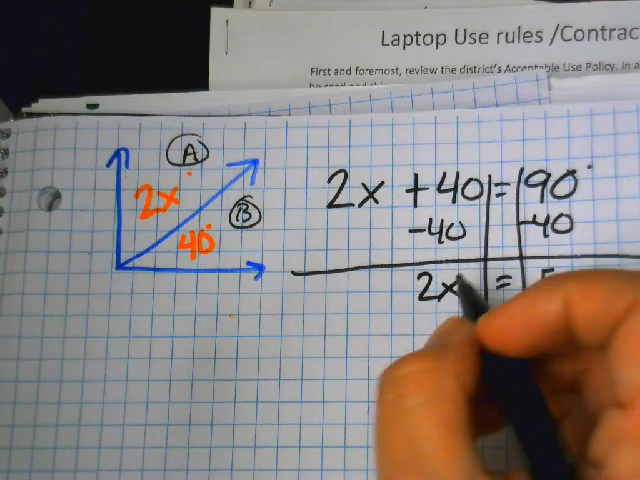 Laptop Use rules /Contrac
First and foremost, review the district's Acceptable Use Policy. In a
A
2x°
B
40°
2x +40 = 90°
-40 -40
2x = 5